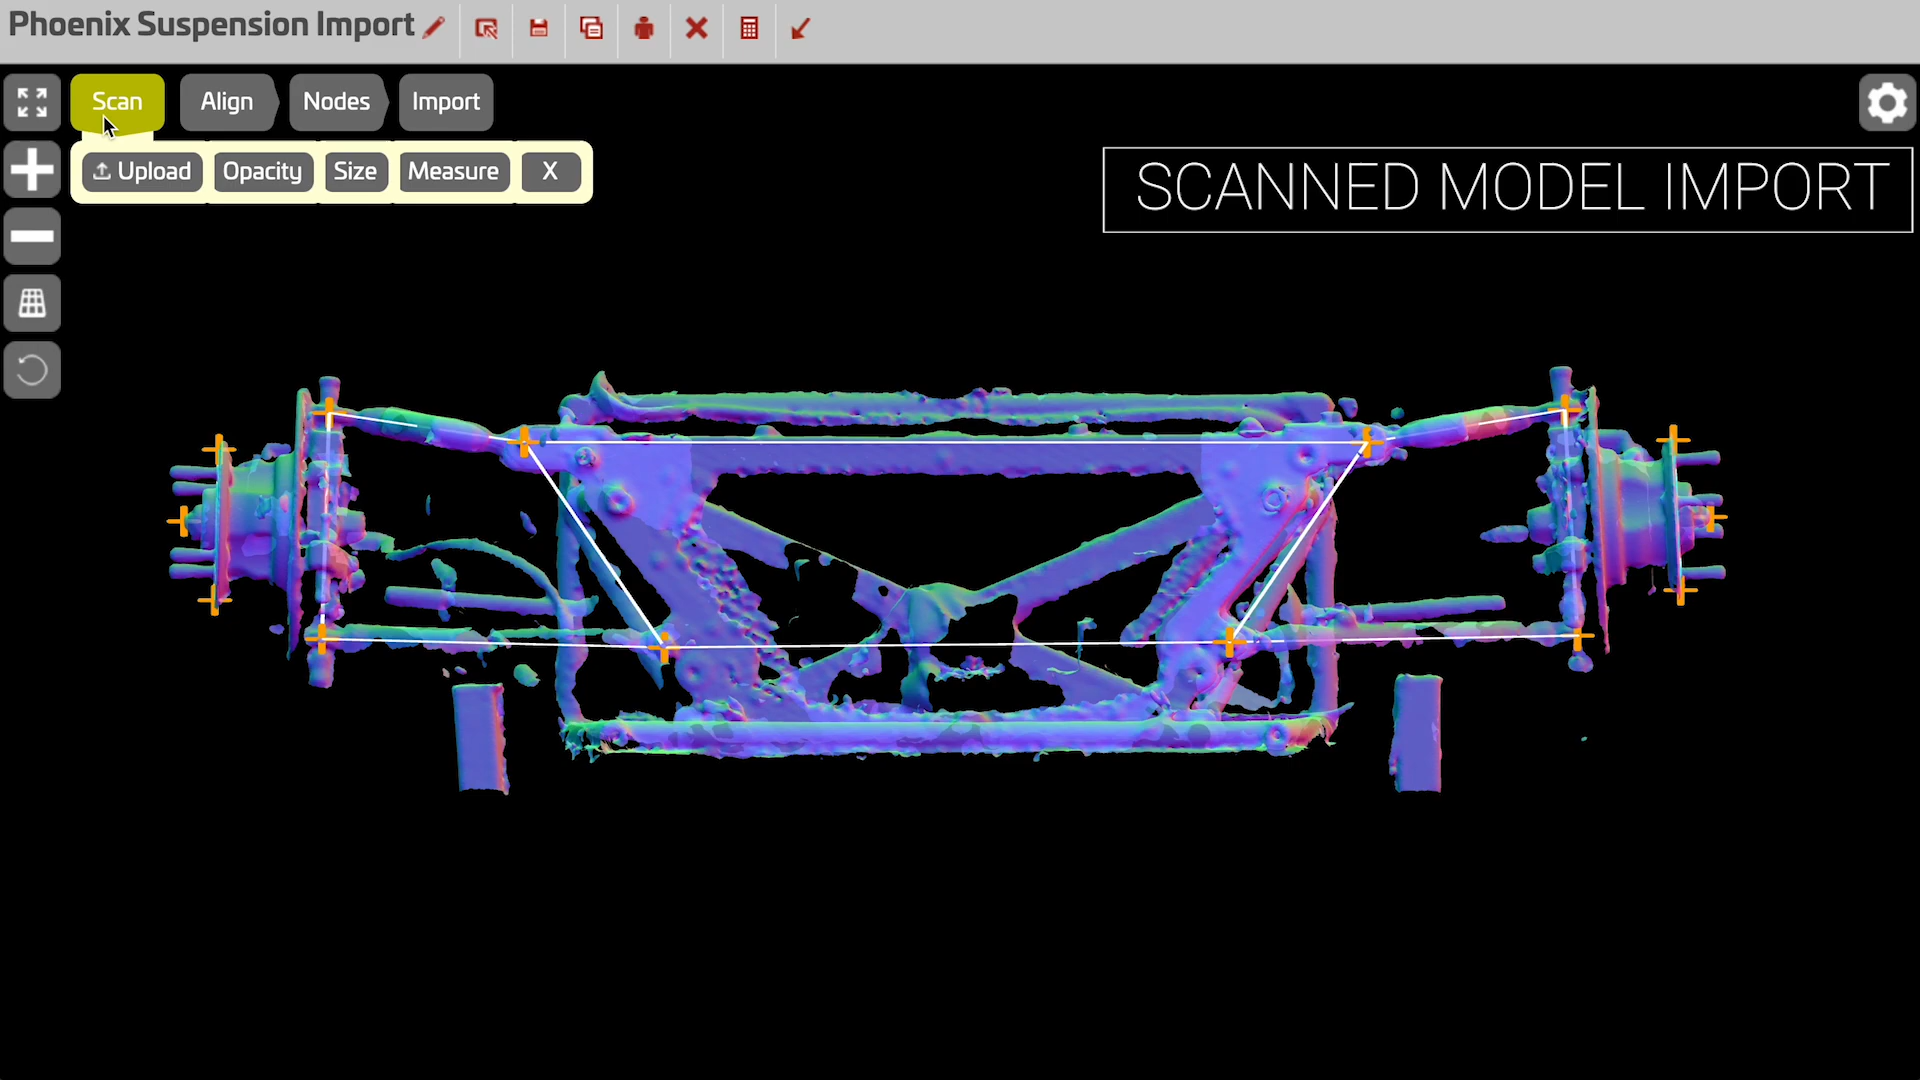 Phoenix Suspension Import
Scan Align Nodes Import
Upload Opacity Size Measure X
SCANNED MODEL IMPORT